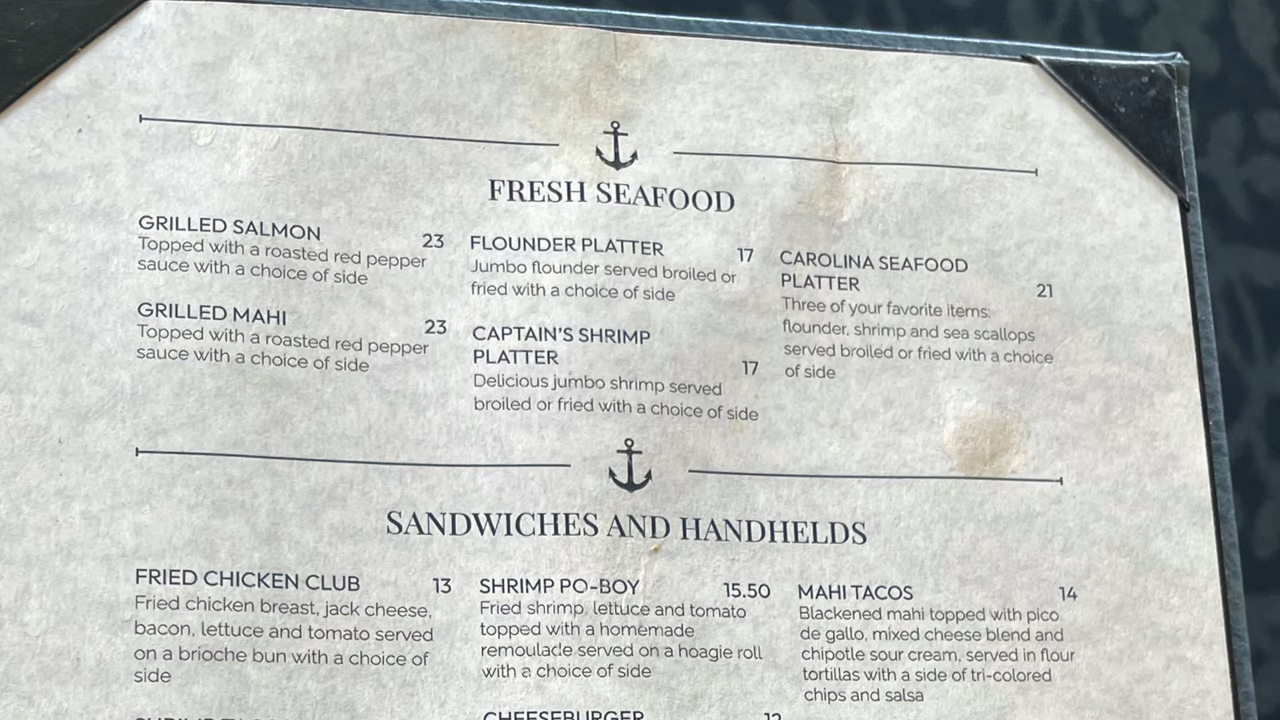 FRESH SEAFOOD
GRILLED SALMON 23
Topped with a roasted red pepper
sauce with a choice of side
GRILLED MAHI 23
Topped with a roasted red pepper
sauce with a choice of side
FLOUNDER PLATTER 17
Jumbo flounder served broiled or
fried with a choice of side
CAPTAIN'S SHRIMP
PLATTER 17
Delicious jumbo shrimp served
broiled or fried with a choice of side
CAROLINA SEAFOOD
PLATTER 21
Three of your favorite items:
flounder, shrimp and sea scallops
served broiled or fried with a choice
of side
SANDWICHES AND HANDHELDS
FRIED CHICKEN CLUB 13
Fried chicken breast, jack cheese,
bacon, lettuce and tomato served
on a brioche bun with a choice of
side
SHRIMP PO-BOY 15.50
Fried shrimp, lettuce and tomato
topped with a homemade
remoulade served on a hoagie roll
with a choice of side
CHEESEBURGER 12
MAHI TACOS 14
Blackened mahi topped with pico
de gallo, mixed cheese blend and
chipotle sour cream, served in flour
tortillas with a side of tri-colored
chips and salsa